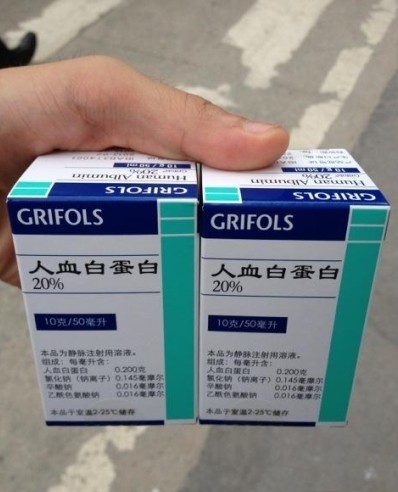 10g / 50ml
Human Albumin
20%
GRIFOLS
10g / 50ml
Human Albumin
20%
GRIFOLS
GRIFOLS
人血白蛋白
20%
10克/50毫升
本品为静脉注射用溶液。
组成：每毫升含：
人血白蛋白 0.200克
氯化钠（钠离子） 0.145毫摩尔
辛酸钠 0.016毫摩尔
乙酰色氨酸钠 0.016毫摩尔
本品于室温2-25℃储存
GRIFOLS
人血白蛋白
20%
10克/50毫升
本品为静脉注射用溶液。
组成：每毫升含：
人血白蛋白 0.200克
氯化钠（钠离子） 0.145毫摩尔
辛酸钠 0.016毫摩尔
乙酰色氨酸钠 0.016毫摩尔
本品于室温2-25℃储存